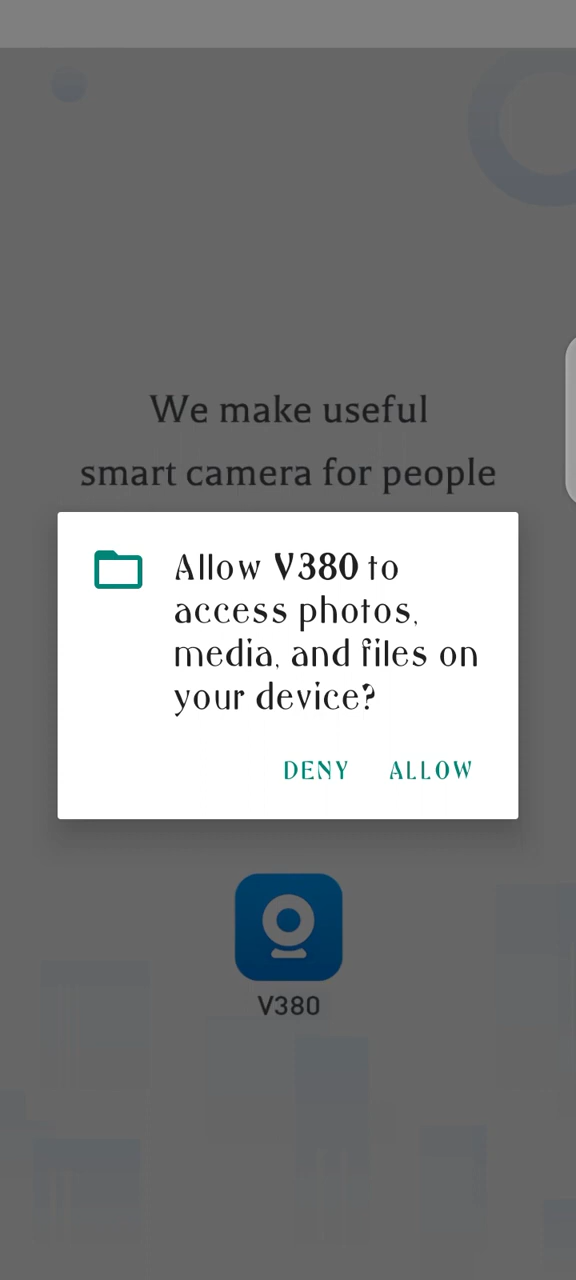 We make useful
smart camera for people
Allow V380 to
access photos,
media, and files on
your device?
DENY ALLOW
V380